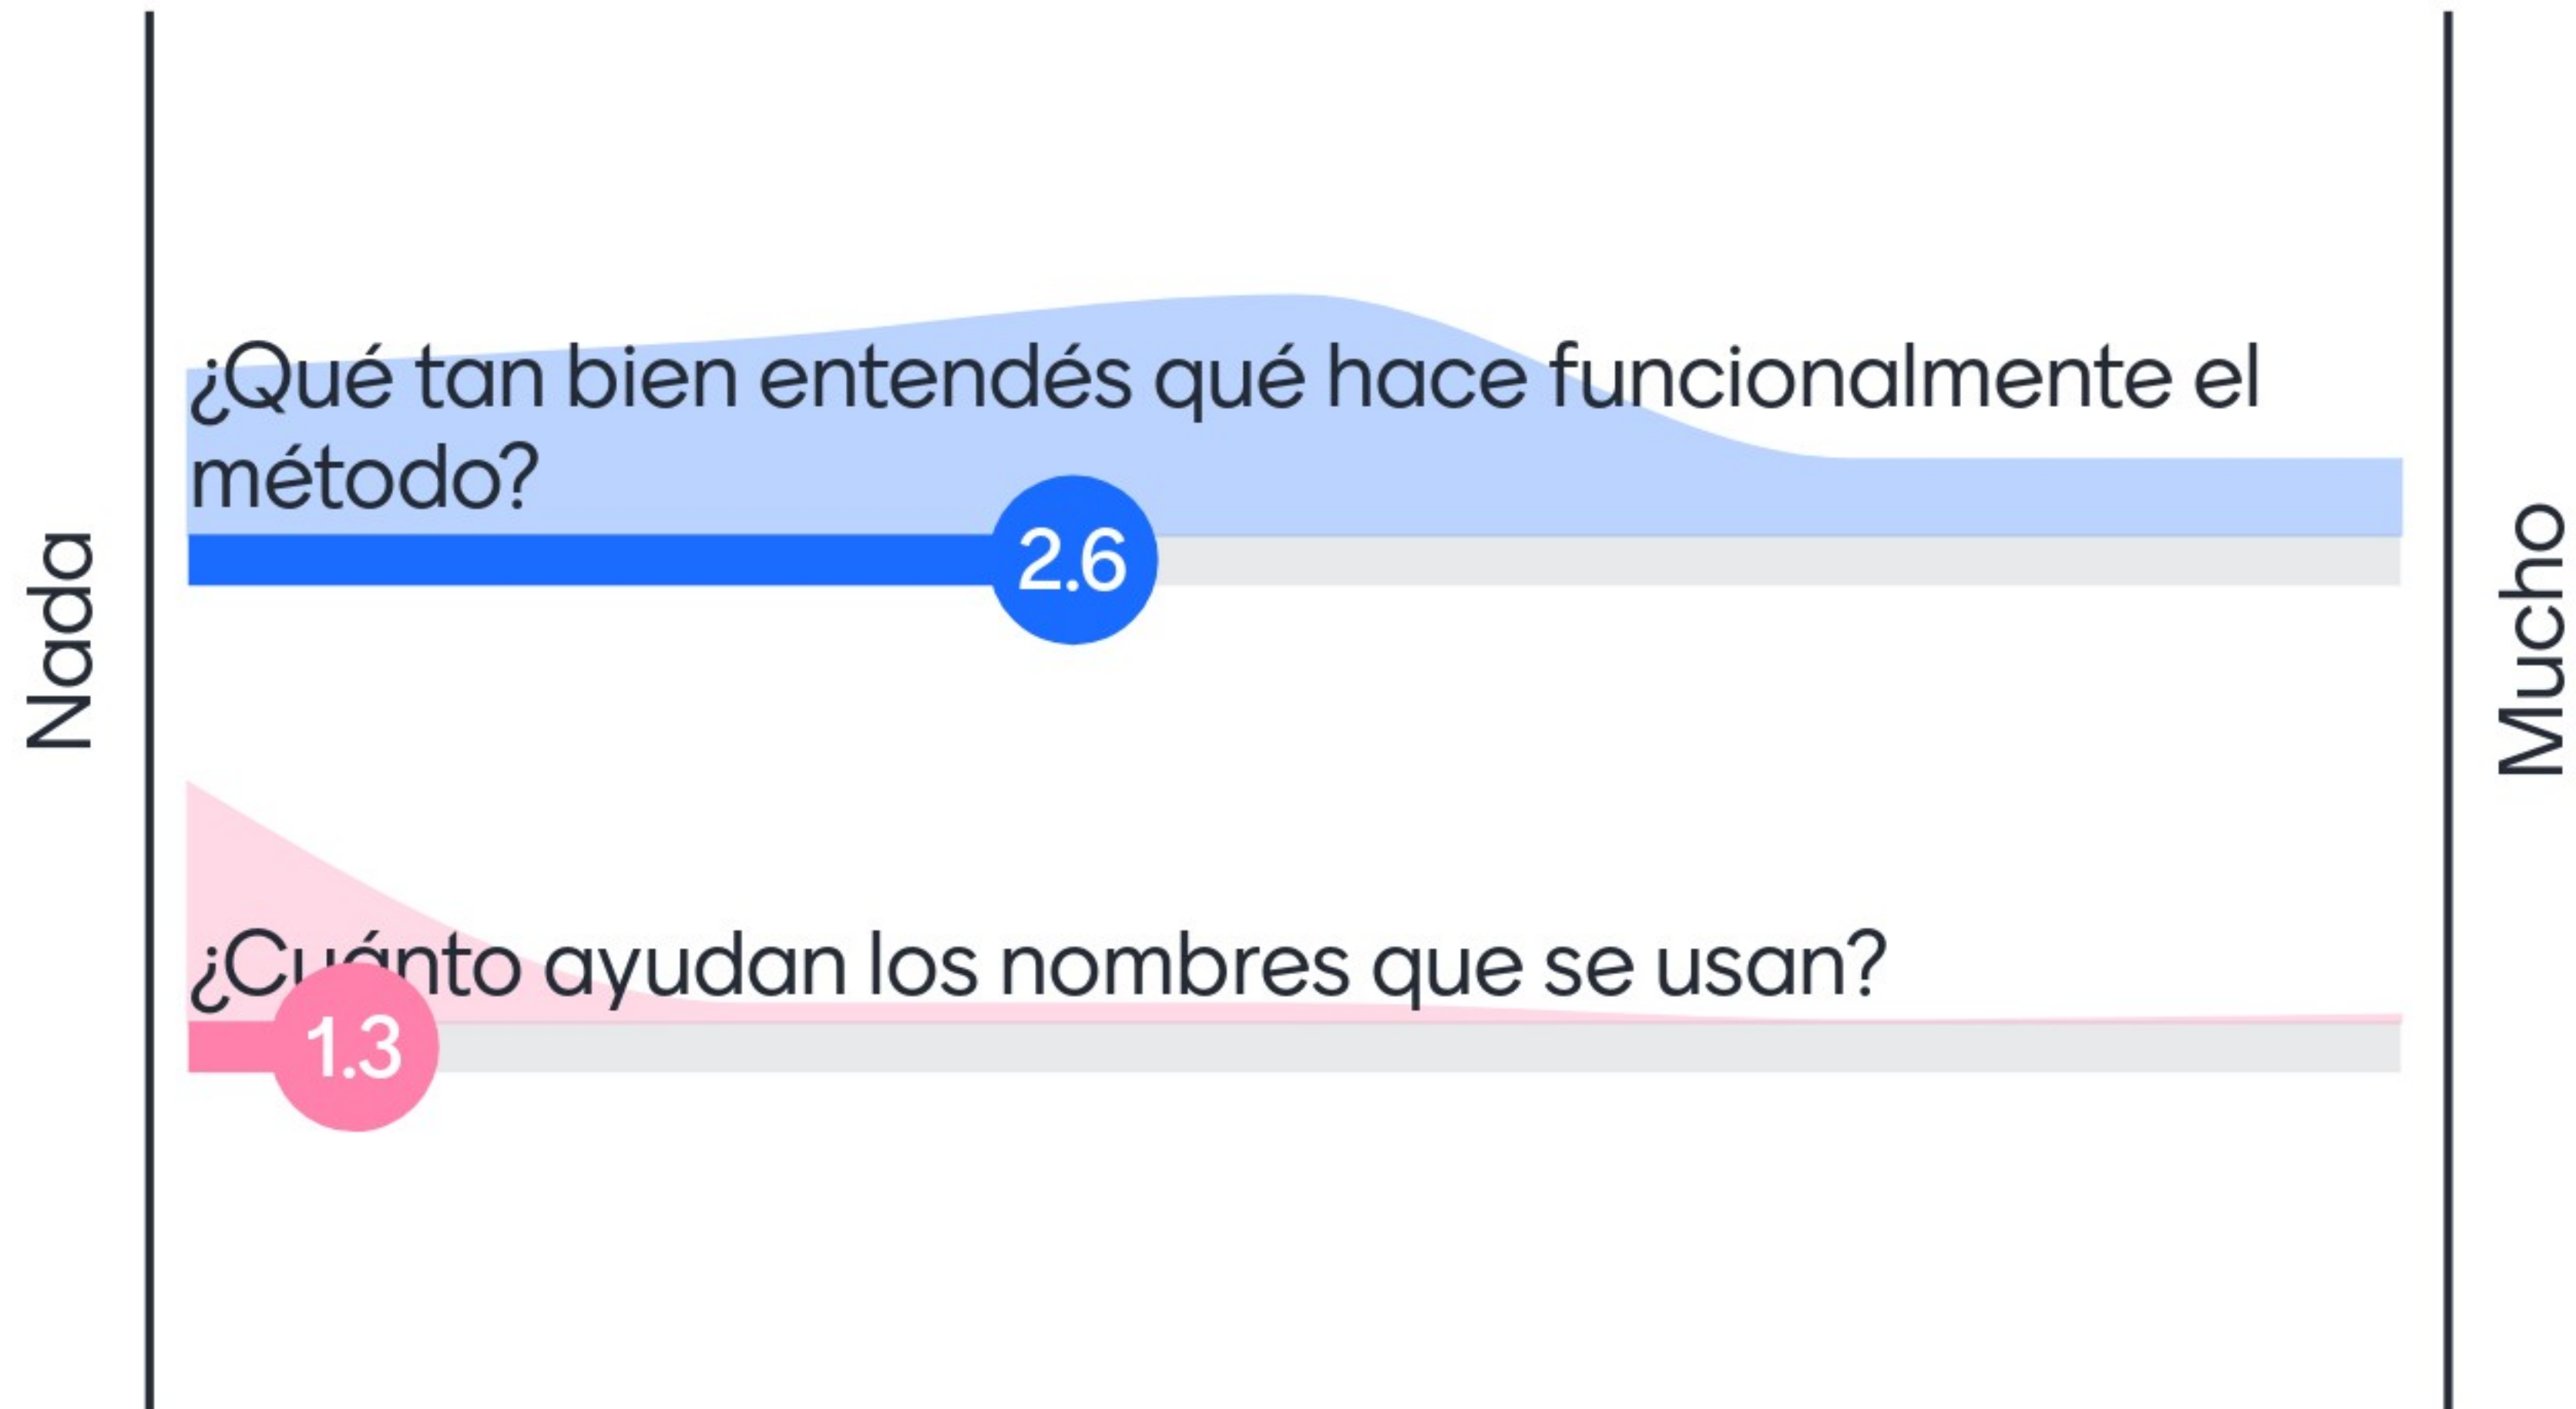 Nada
¿Qué tan bien entendés qué hace funcionalmente el
método?
2.6
¿Cuánto ayudan los nombres que se usan?
1.3
Mucho